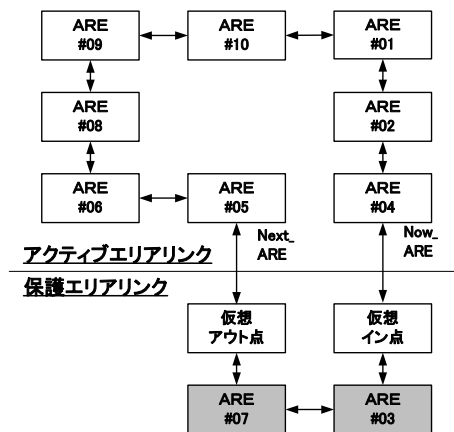 ARE
#09
ARE
#10
ARE
#01
ARE
#08
ARE
#02
ARE
#06
ARE
#05
ARE
#04
Next_
ARE
Now_
ARE
アクティブエリアリンク
保護エリアリンク
仮想
アウト点
仮想
イン点
ARE
#07
ARE
#03